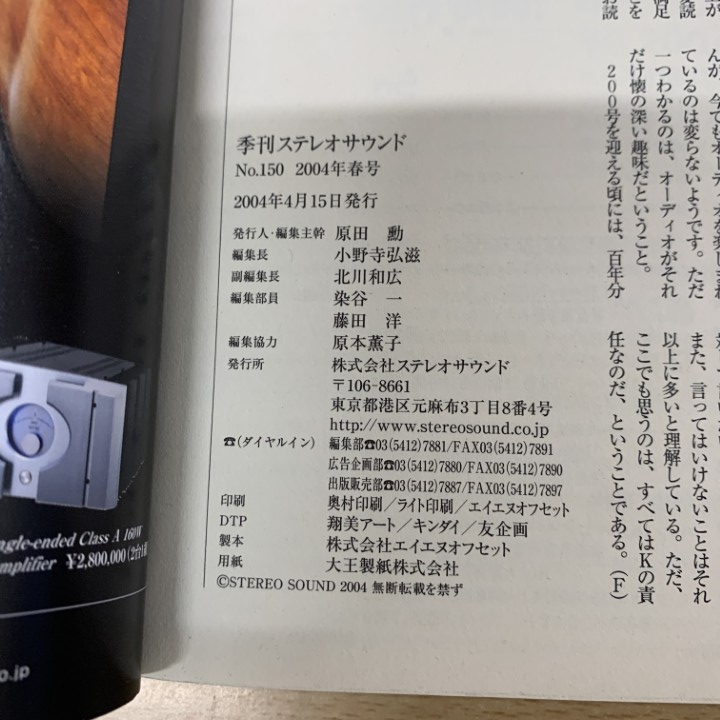 季刊ステレオサウンド
No.150 2004年春号
2004年4月15日発行
発行人・編集主幹 原田 勲
編集長 小野寺弘滋
副編集長 北川和広
編集部員 染谷 一
藤田 洋
編集協力 原本薫子
発行所 株式会社ステレオサウンド
〒106-8661
東京都港区元麻布3丁目8番4号
http://www.stereosound.co.jp
☎(ダイヤルイン) 編集部☎03(5412)7881/FAX03(5412)7891
広告企画部☎03(5412)7880/FAX03(5412)7890
出版販売部☎03(5412)7887/FAX03(5412)7897
印刷 奥村印刷/ライト印刷/エイエヌオフセット
DTP 翔美アート/キンダイ/友企画
製本 株式会社エイエヌオフセット
用紙 大王製紙株式会社
©STEREO SOUND 2004 無断転載を禁ず
ているのは変らないようです。ただ
一つわかるのは、オーディオがそれ
だけ懐の深い趣味だということ。
200号を迎える頃には、百年分
また、言ってはいけないことはそれ
以上に多いと理解している。ただ、
ここでも思うのは、すべてはKの責
任なのだ、ということである。(F)
ngle-ended Class A 160W
mplifier ¥2,800,000
o.jp